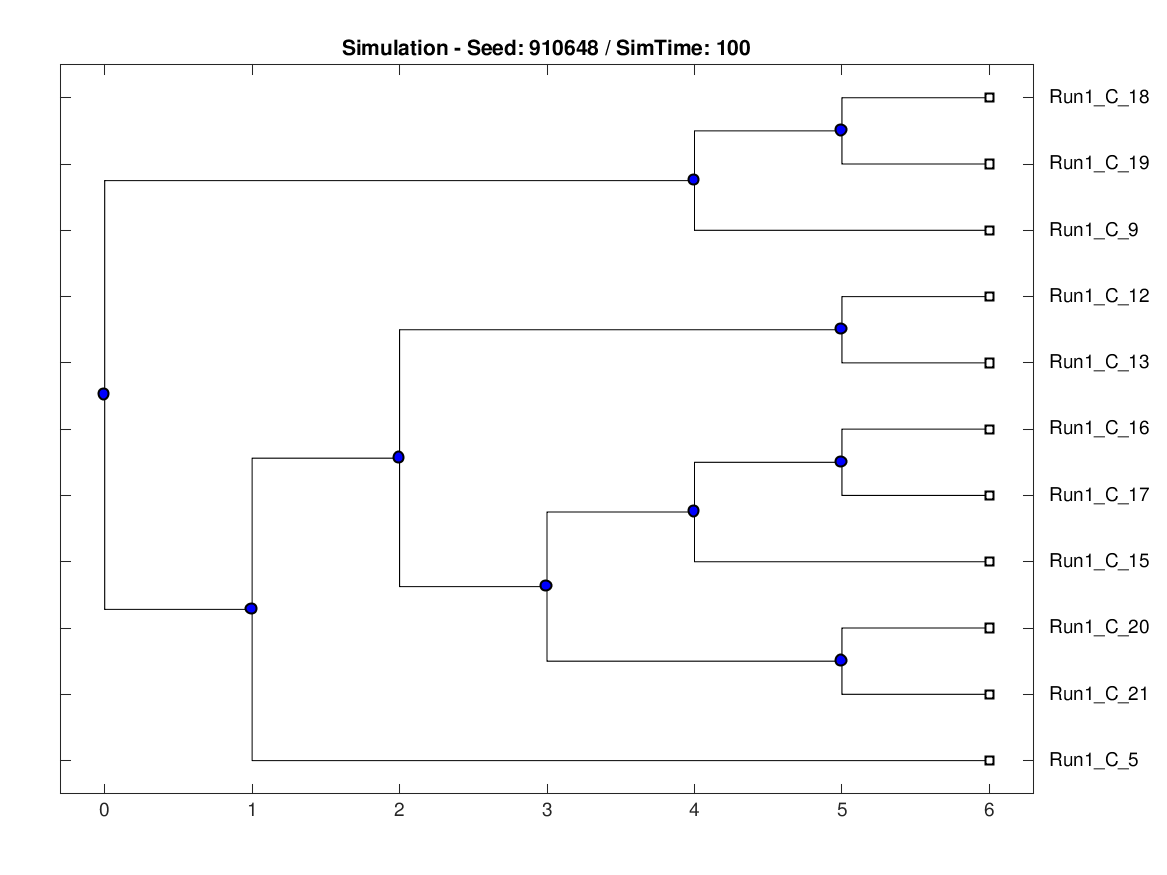 Simulation - Seed: 910648 / SimTime: 100
Run1_C_18
Run1_C_19
Run1_C_9
Run1_C_12
Run1_C_13
Run1_C_16
Run1_C_17
Run1_C_15
Run1_C_20
Run1_C_21
Run1_C_5
0 1 2 3 4 5 6